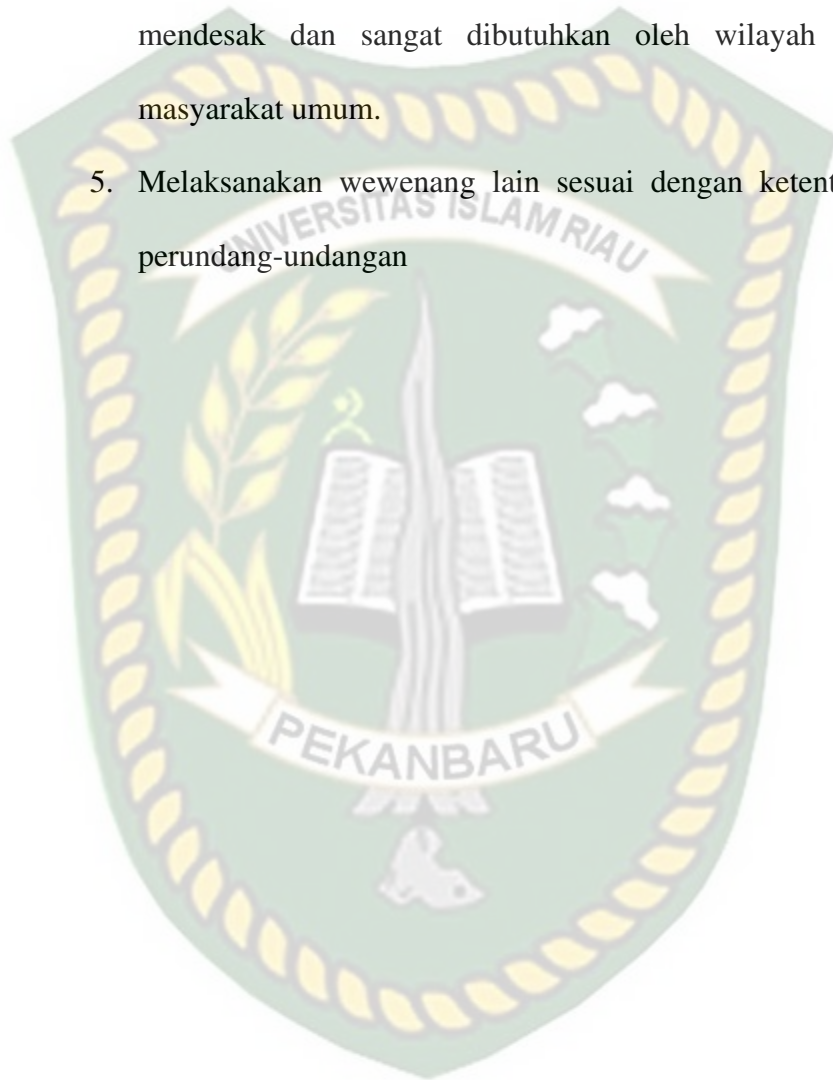 mendesak dan sangat dibutuhkan oleh wilayah
masyarakat umum.
5. Melaksanakan wewenang lain sesuai dengan ketent
perundang-undangan
UNIVERSITAS ISLAM RIAU
PEKANBARU